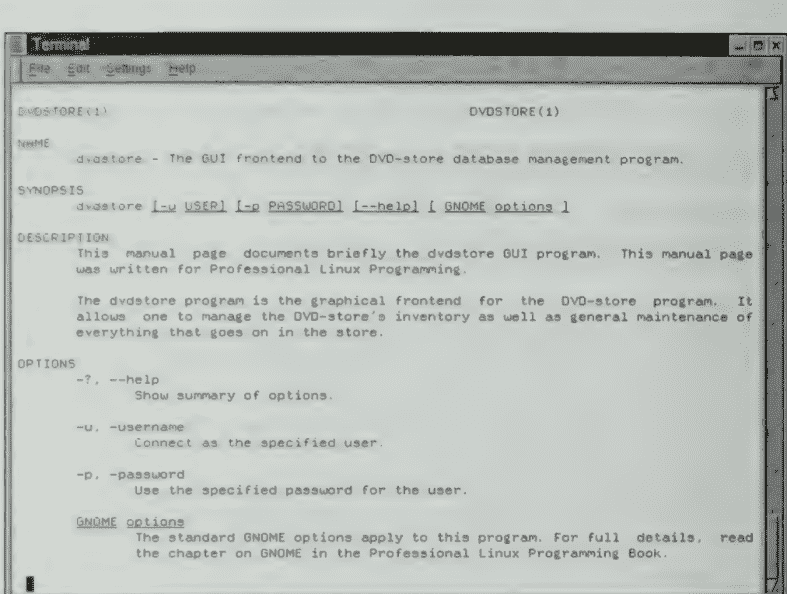 Terminal
File Edit Settings Help
DVDSTORE(1) DVDSTORE(1)
NAME
dvdstore - The GUI frontend to the DVD-store database management program.
SYNOPSIS
dvdstore [-u USER] [-p PASSWORD] [--help] [ GNOME options ]
DESCRIPTION
This manual page documents briefly the dvdstore GUI program. This manual page
was written for Professional Linux Programming.
The dvdstore program is the graphical frontend for the DVD-store program. It
allows one to manage the DVD-store's inventory as well as general maintenance of
everything that goes on in the store.
OPTIONS
-?, --help
Show summary of options.
-u, -username
Connect as the specified user.
-p, -password
Use the specified password for the user.
GNOME options
The standard GNOME options apply to this program. For full details, read
the chapter on GNOME in the Professional Linux Programming Book.